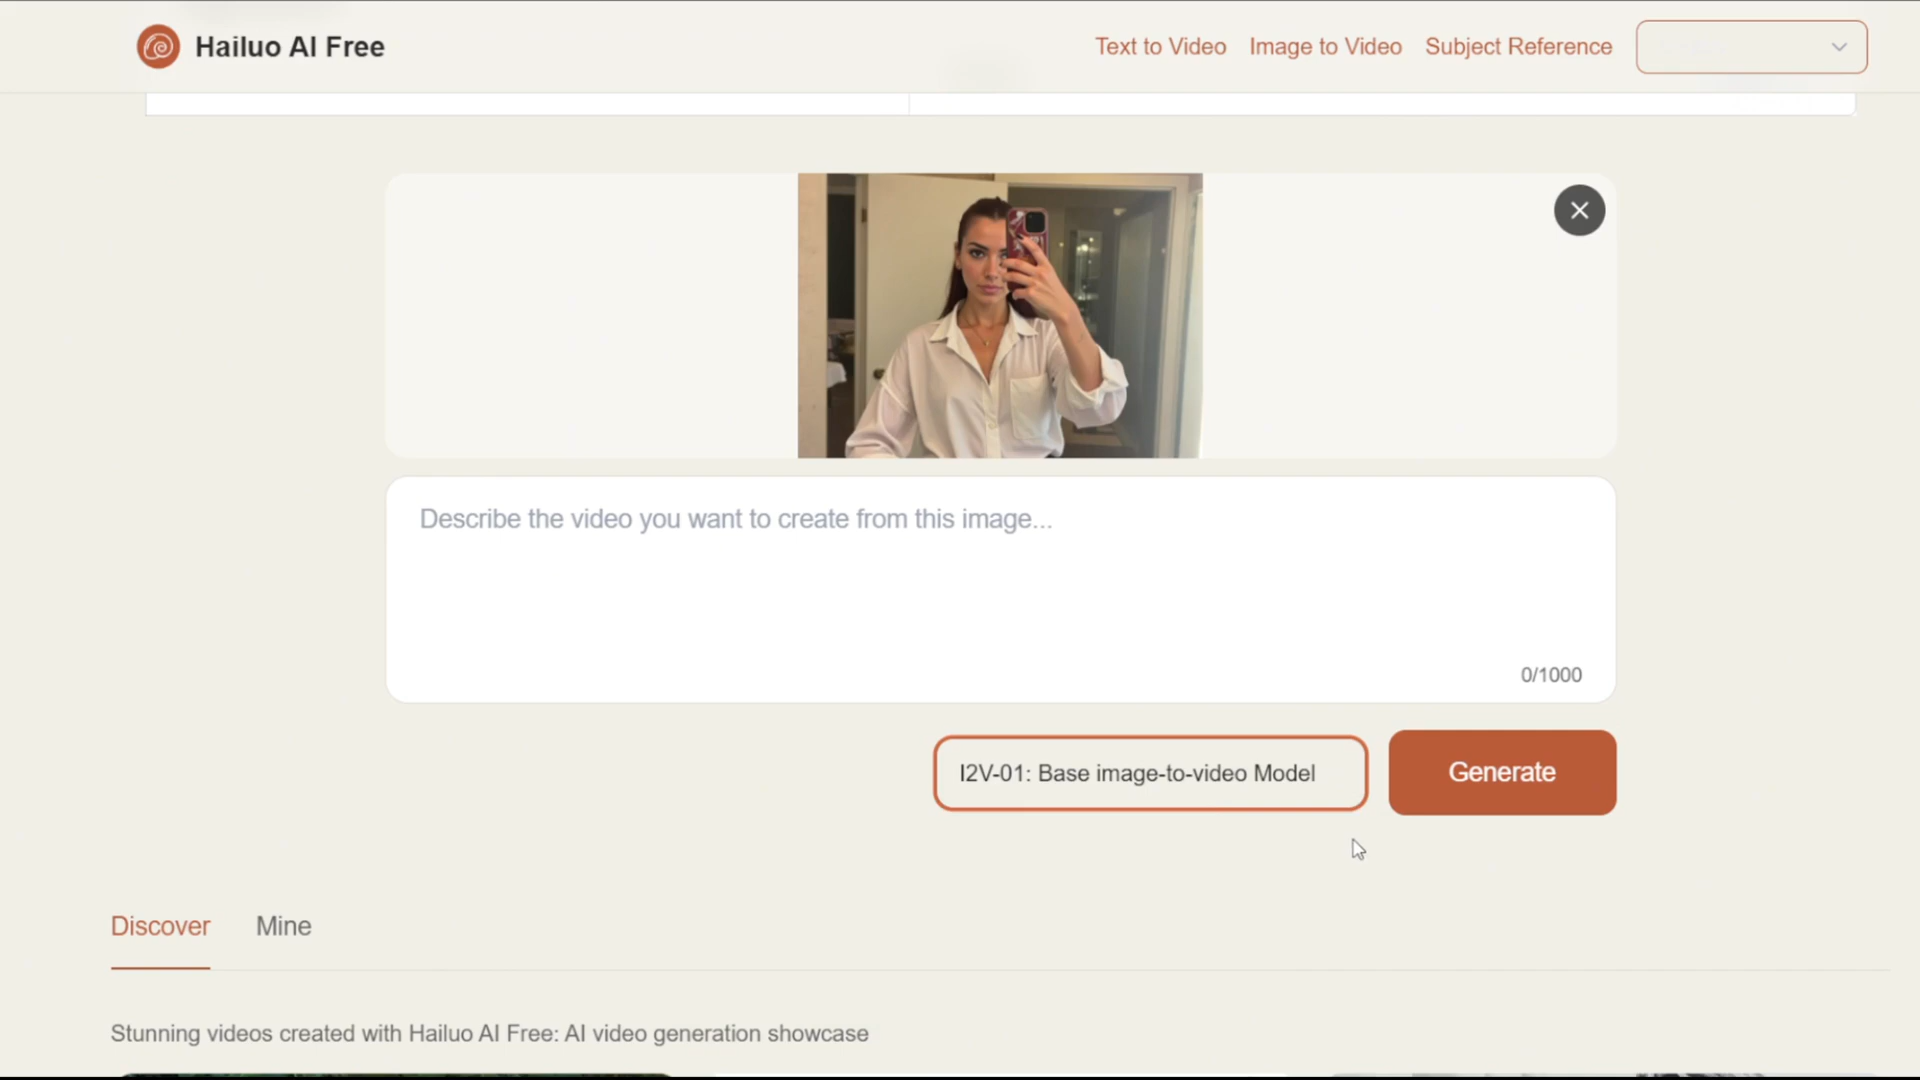 Hailuo AI Free
Text to Video
Image to Video
Subject Reference
Describe the video you want to create from this image...
0/1000
I2V-01: Base image-to-video Model
Generate
Discover
Mine
Stunning videos created with Hailuo AI Free: AI video generation showcase